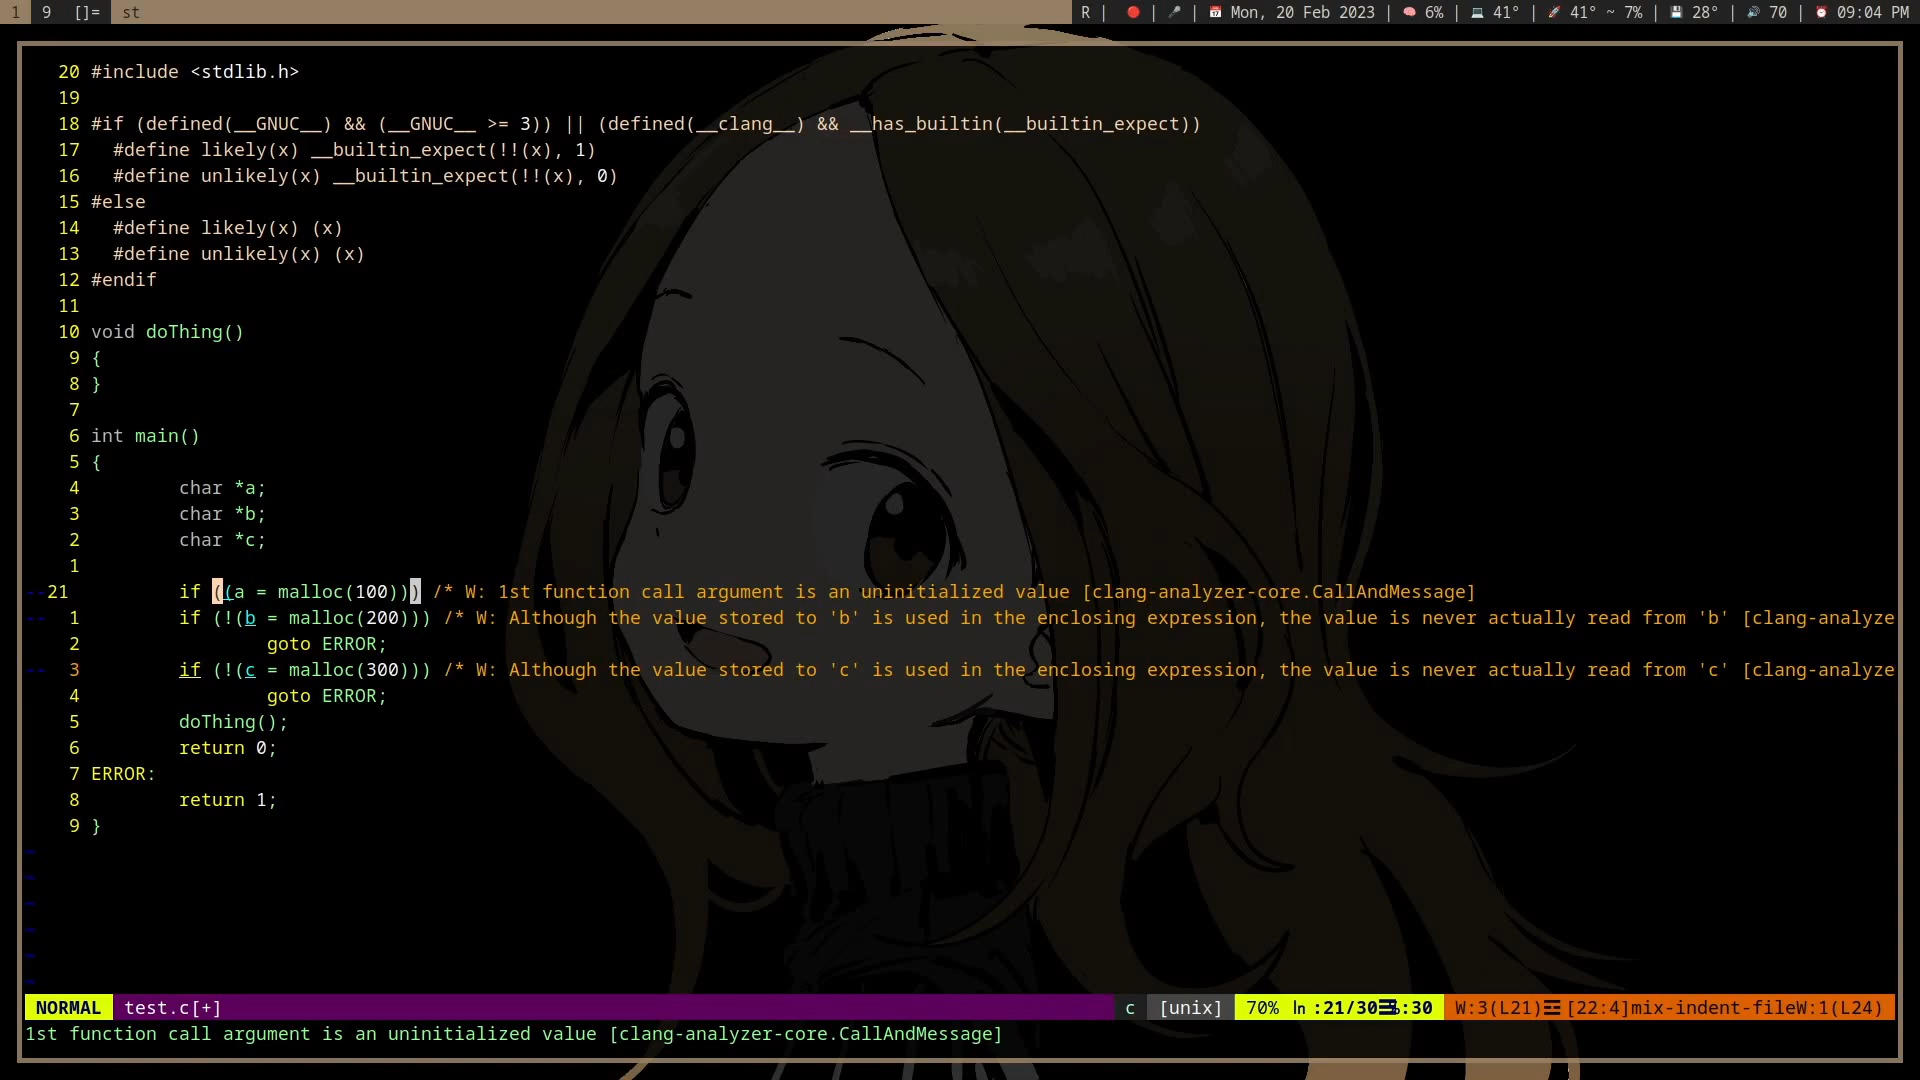 1 9 []= st R | 🔴 | 🎤 | 📅 Mon, 20 Feb 2023 | 🧠 6% | 💻 41° | 🚀 41° ~ 7% | 💾 28° | 🔊 70 | ⏰ 09:04 PM
20 #include <stdlib.h>
19
18 #if (defined(__GNUC__) && (__GNUC__ >= 3)) || (defined(__clang__) && __has_builtin(__builtin_expect))
17   #define likely(x) __builtin_expect(!!(x), 1)
16   #define unlikely(x) __builtin_expect(!!(x), 0)
15 #else
14   #define likely(x) (x)
13   #define unlikely(x) (x)
12 #endif
11
10 void doThing()
9 {
8 }
7
6 int main()
5 {
4         char *a;
3         char *b;
2         char *c;
1
--21         if ((a = malloc(100))) /* W: 1st function call argument is an uninitialized value [clang-analyzer-core.CallAndMessage]
-- 1         if (!(b = malloc(200))) /* W: Although the value stored to 'b' is used in the enclosing expression, the value is never actually read from 'b' [clang-analyze
2                 goto ERROR;
-- 3         if (!(c = malloc(300))) /* W: Although the value stored to 'c' is used in the enclosing expression, the value is never actually read from 'c' [clang-analyze
4                 goto ERROR;
5         doThing();
6         return 0;
7 ERROR:
8         return 1;
9 }
~
~
~
~
~
~
NORMAL test.c[+] c [unix] 70% ㏑:21/30☰:30 W:3(L21)☲[22:4]mix-indent-fileW:1(L24)
1st function call argument is an uninitialized value [clang-analyzer-core.CallAndMessage]